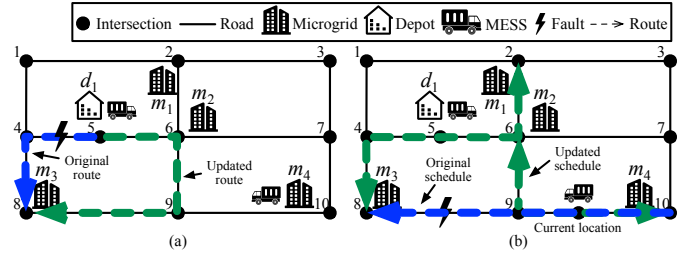 Intersection Road Microgrid Depot MESS Fault Route
1 2 3
d1 m1 m2
4 5 6 7
Original route
Updated route
m3 m4
8 9 10
(a)
1 2 3
d1 m1 m2
4 5 6 7
Original schedule
Updated schedule
m3 m4
8 9 10
Current location
(b)